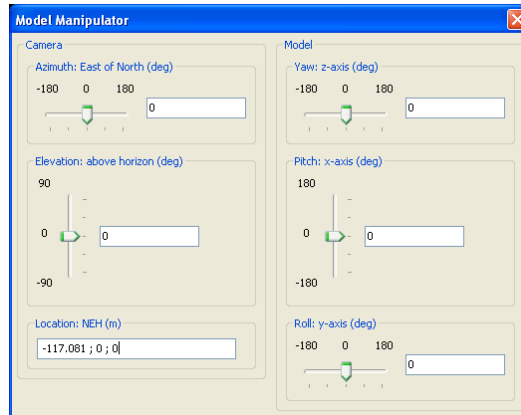 Model Manipulator
Camera
Azimuth: East of North (deg)
-180 0 180
0
Elevation: above horizon (deg)
90
0
-90
0
Location: NEH (m)
-117.081 ; 0 ; 0
Model
Yaw: z-axis (deg)
-180 0 180
0
Pitch: x-axis (deg)
180
0
-180
0
Roll: y-axis (deg)
-180 0 180
0